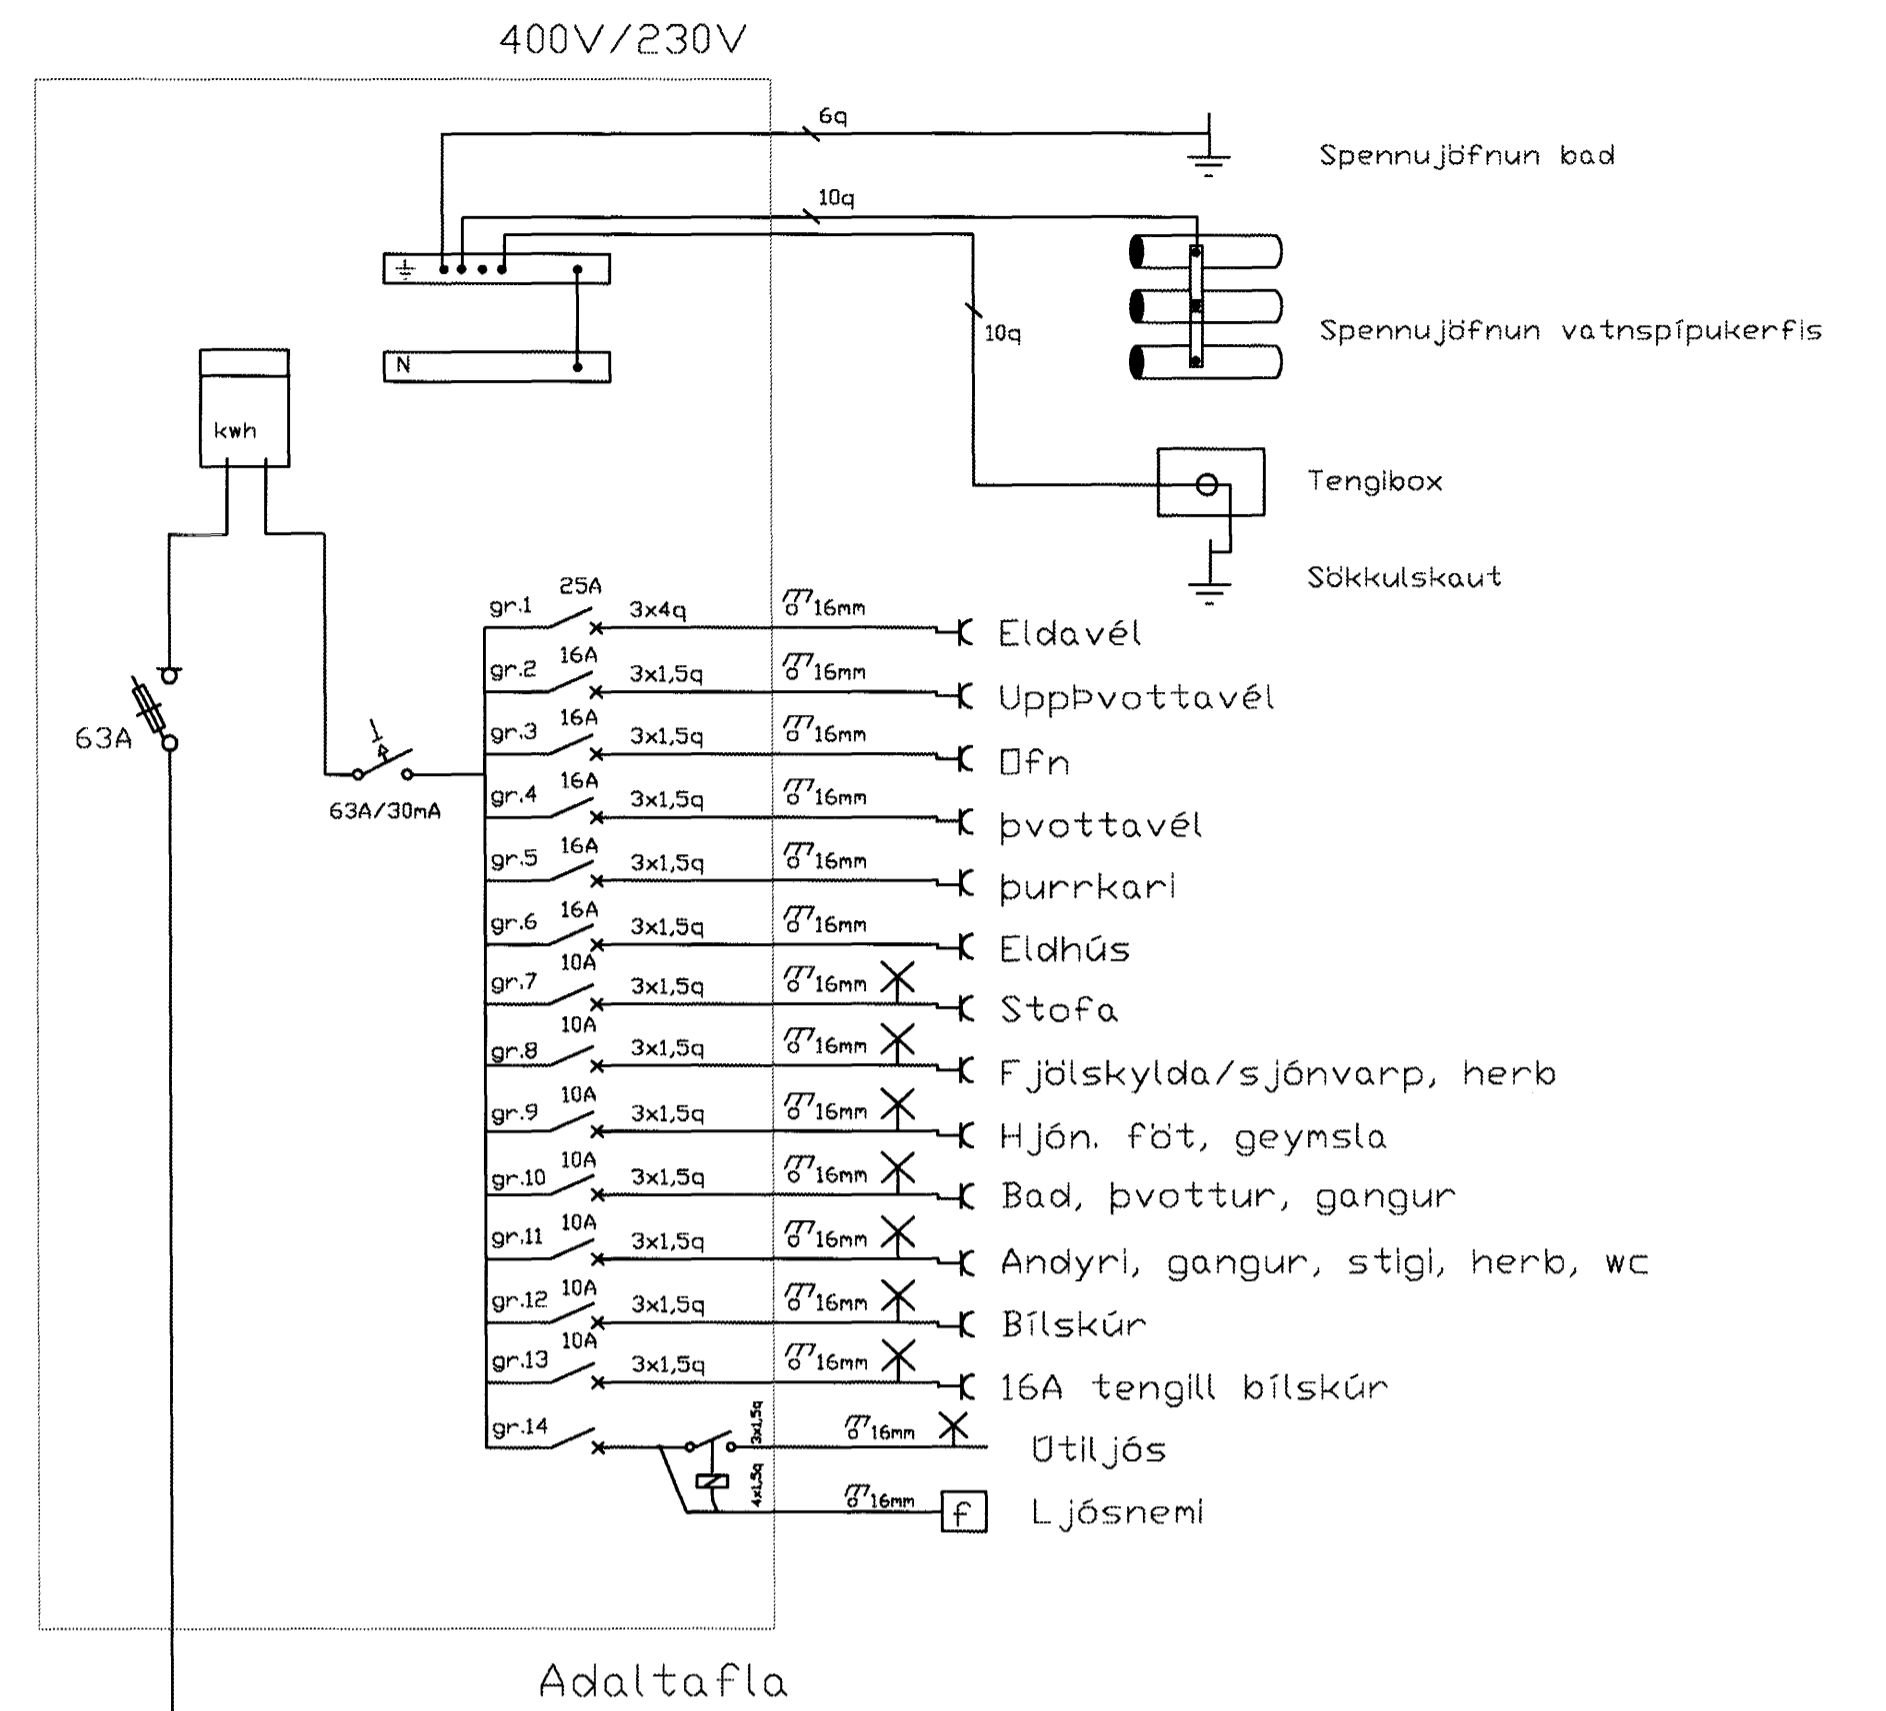 400V/230V
6q
Spennujöfnun bad
10q
10q
Spennujöfnun vatnspípukerfis
N
kwh
Tengibox
Sökkulskaut
63A
63A/30mA
gr.1 25A 3x4q 16mm Eldavél
gr.2 16A 3x1,5q 16mm UppÞvottavél
gr.3 16A 3x1,5q 16mm Ofn
gr.4 16A 3x1,5q 16mm þvottavél
gr.5 16A 3x1,5q 16mm þurrkari
gr.6 16A 3x1,5q 16mm Eldhús
gr.7 10A 3x1,5q 16mm Stofa
gr.8 10A 3x1,5q 16mm Fjölskylda/sjónvarp, herb
gr.9 10A 3x1,5q 16mm Hjón. föt, geymsla
gr.10 10A 3x1,5q 16mm Bad, þvottur, gangur
gr.11 10A 3x1,5q 16mm Andyri, gangur, stigi, herb, wc
gr.12 10A 3x1,5q 16mm Bílskúr
gr.13 10A 3x1,5q 16mm 16A tengill bílskúr
gr.14 3x1,5q 16mm Útiljós
4x1,5q 16mm f Ljósnemi
Adaltafla